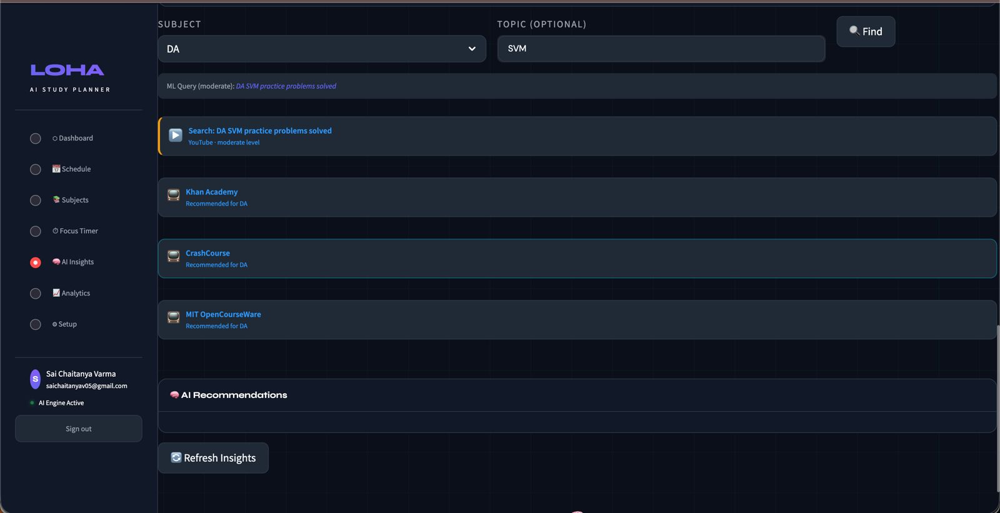 LOHA
AI STUDY PLANNER
Dashboard
Schedule
Subjects
Focus Timer
AI Insights
Analytics
Setup
S
Sai Chaitanya Varma
saichaitanyav05@gmail.com
AI Engine Active
Sign out
SUBJECT
DA
TOPIC (OPTIONAL)
SVM
Find
ML Query (moderate): DA SVM practice problems solved
Search: DA SVM practice problems solved
YouTube · moderate level
Khan Academy
Recommended for DA
CrashCourse
Recommended for DA
MIT OpenCourseWare
Recommended for DA
AI Recommendations
Refresh Insights